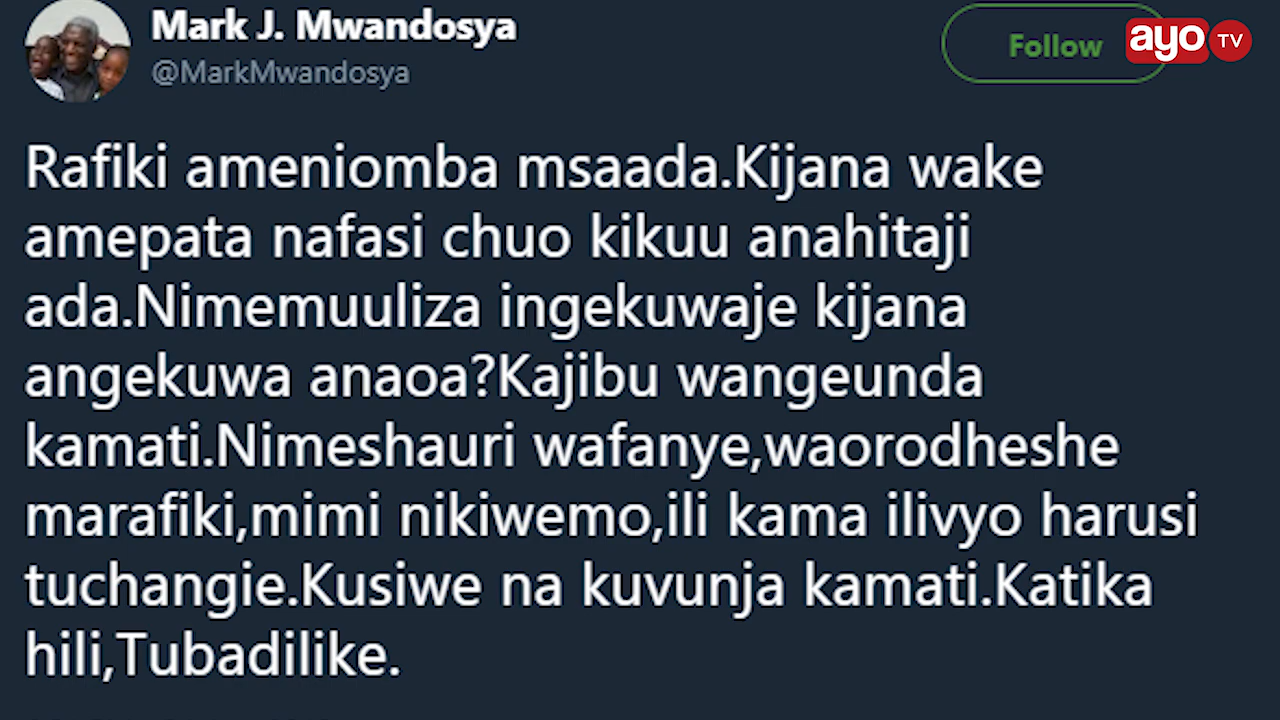 Mark J. Mwandosya
@MarkMwandosya
Follow
ayo TV
Rafiki ameniomba msaada.Kijana wake
amepata nafasi chuo kikuu anahitaji
ada.Nimemuuliza ingekuwaje kijana
angekuwa anaoa?Kajibu wangeunda
kamati.Nimeshauri wafanye,waorodheshe
marafiki,mimi nikiwemo,ili kama ilivyo harusi
tuchangie.Kusiwe na kuvunja kamati.Katika
hili,Tubadilike.